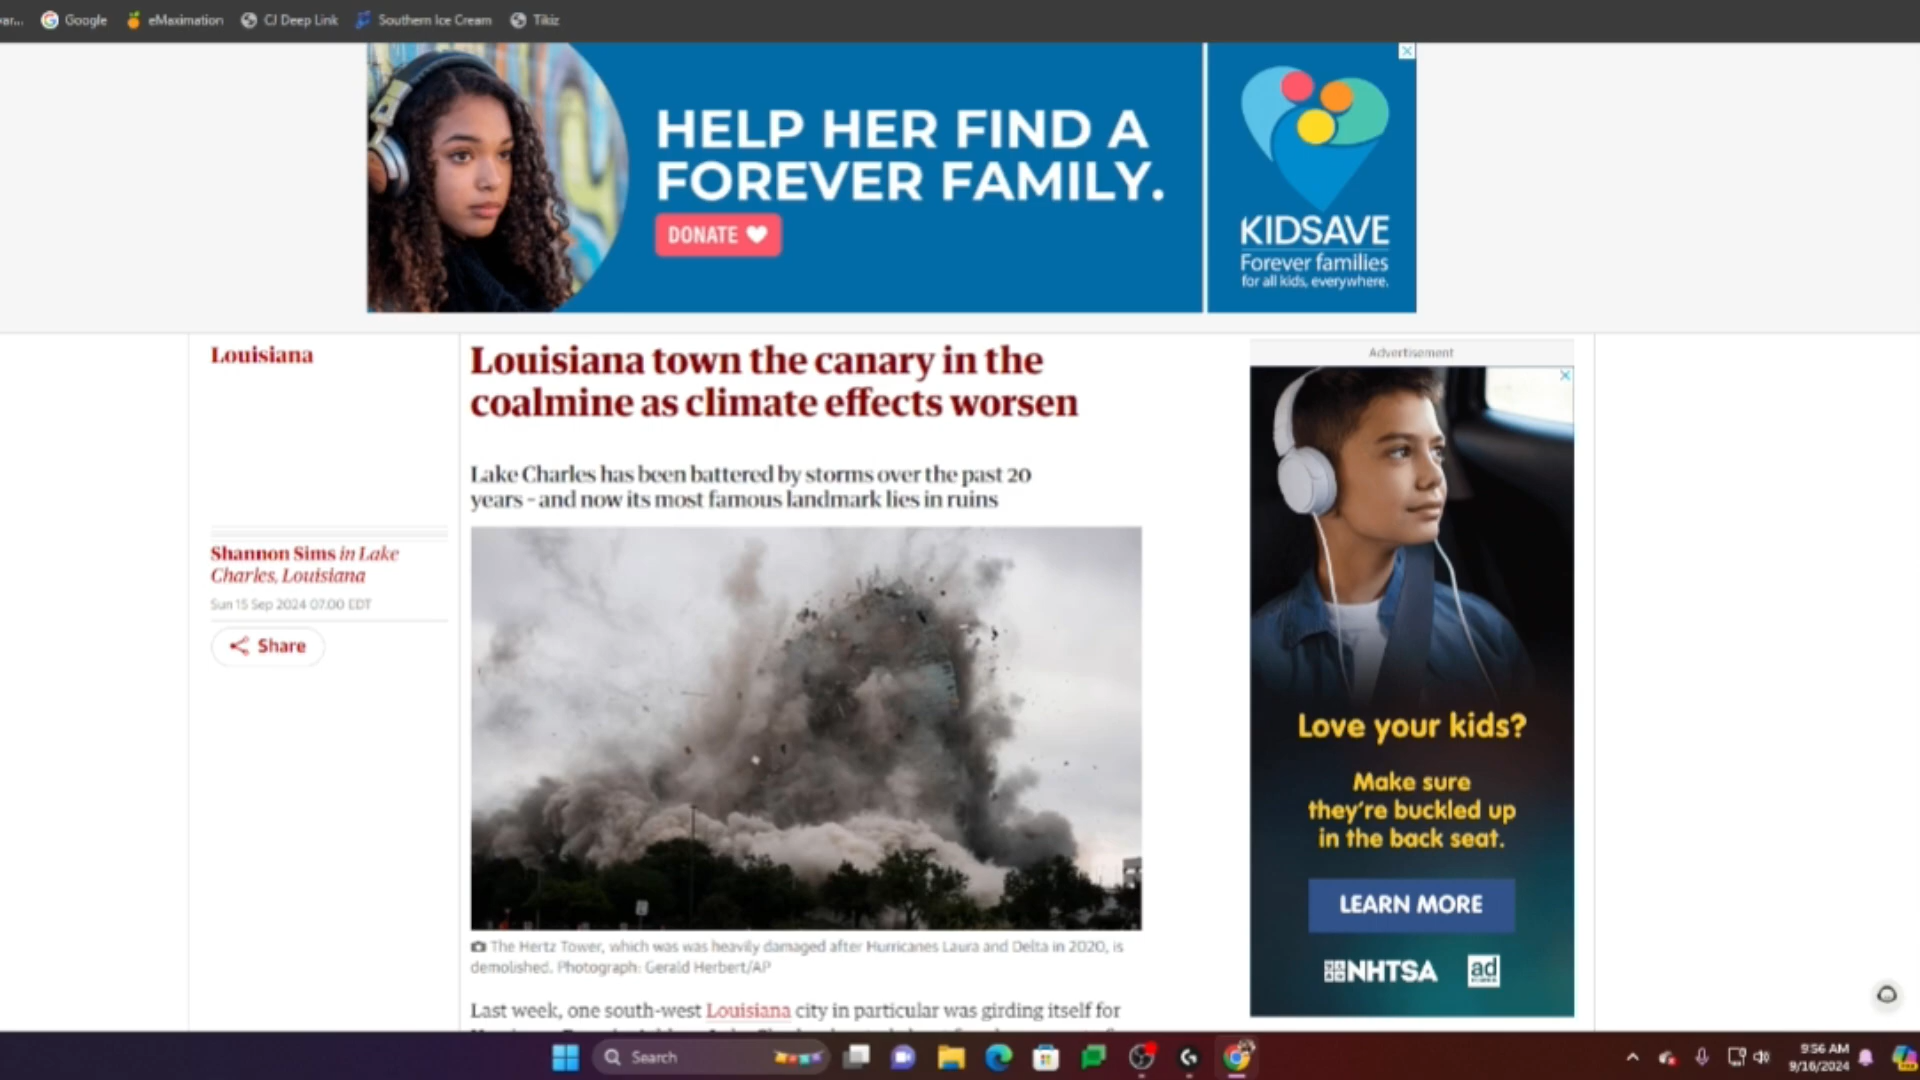 Google eMaximation CJ Deep Link Southern Ice Cream Tikiz
HELP HER FIND A
FOREVER FAMILY.
DONATE
KIDSAVE
Forever families
for all kids, everywhere.
Louisiana
Louisiana town the canary in the
coalmine as climate effects worsen
Lake Charles has been battered by storms over the past 20
years – and now its most famous landmark lies in ruins
Shannon Sims in Lake
Charles, Louisiana
Sun 15 Sep 2024 07.00 EDT
Share
The Hertz Tower, which was was heavily damaged after Hurricanes Laura and Delta in 2020, is
demolished. Photograph: Gerald Herbert/AP
Last week, one south-west Louisiana city in particular was girding itself for
Advertisement
Love your kids?
Make sure
they're buckled up
in the back seat.
LEARN MORE
NHTSA
ad
Search
9:56 AM
9/16/2024